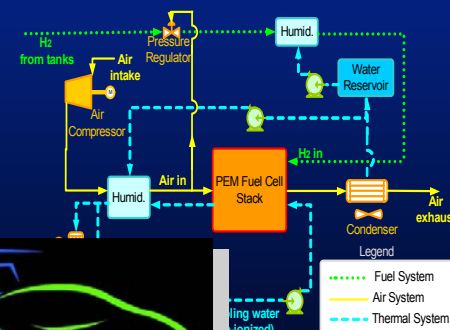 H2
from tanks
Pressure
Regulator
Humid.
Air
intake
Water
Reservoir
Air
Compressor
H2 in
Air in
PEM Fuel Cell
Stack
Humid.
Air
exhaus
Condenser
Legend
Fuel System
Air System
Thermal System
ling water
ionized)